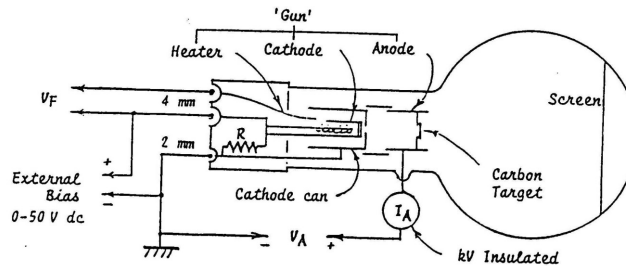 'Gun'
Heater
Cathode
Anode
V_F
4 mm
Screen
R
2 mm
+
External
Bias
0-50 V dc
-
Cathode can
Carbon
Target
I_A
- V_A +
kV Insulated